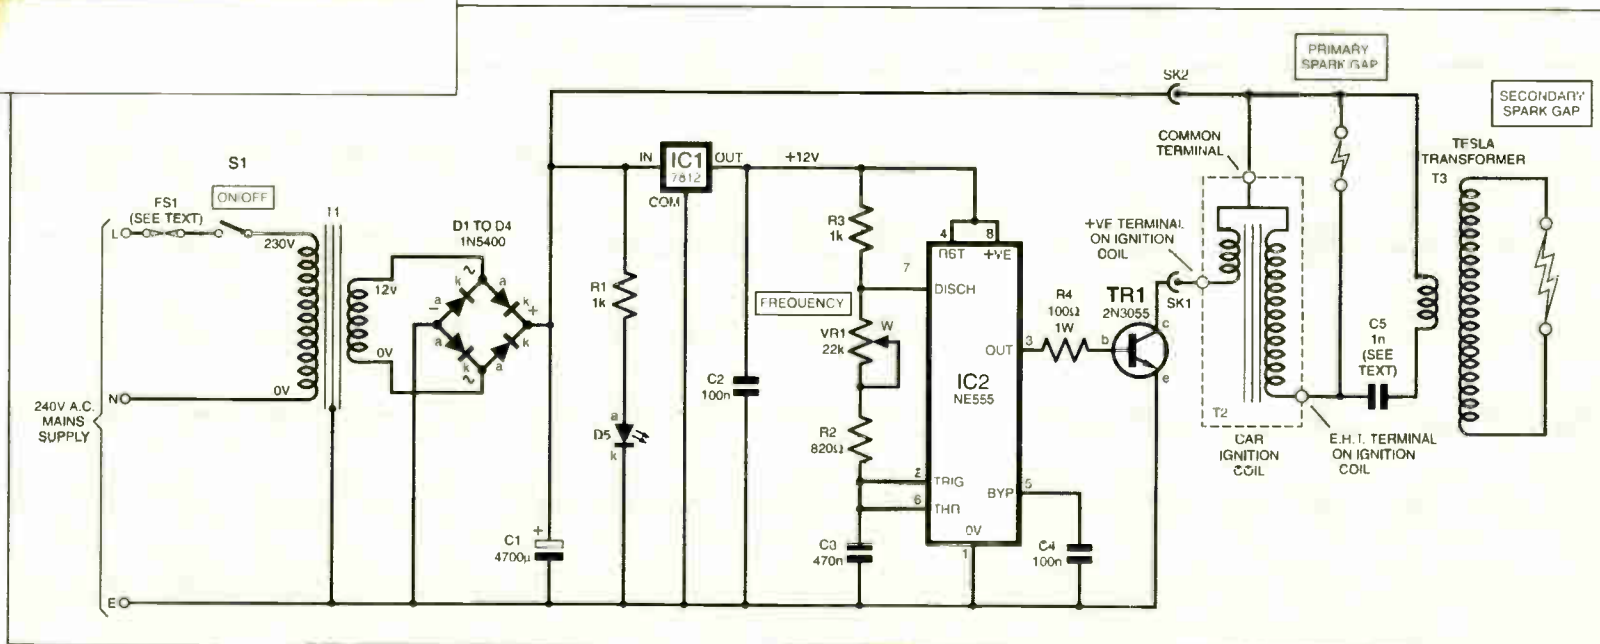 PRIMARY
SPARK GAP
SECONDARY
SPARK GAP
SK2
S1
ON/OFF
FS1
(SEE TEXT)
L
230V
T1
12V
0V
0V
D1 TO D4
1N5400
a
k
a
k
a
k
a
k
+
−
~
~
IN
IC1
7812
OUT
COM
+12V
R1
1k
D5
a
k
C1
4700µ
+
C2
100n
R3
1k
FREQUENCY
VR1
22k
W
R2
820Ω
C3
470n
4
8
RST
+VE
7
DISCH
OUT
3
IC2
NE555
2
TRIG
6
THR
BYP
5
0V
1
C4
100n
R4
100Ω
1W
TR1
2N3055
b
c
e
SK1
COMMON
TERMINAL
+VE TERMINAL
ON IGNITION
COIL
T2
CAR
IGNITION
COIL
E.H.T. TERMINAL
ON IGNITION
COIL
C5
1n
(SEE
TEXT)
TESLA
TRANSFORMER
T3
240V A.C.
MAINS
SUPPLY
N
E